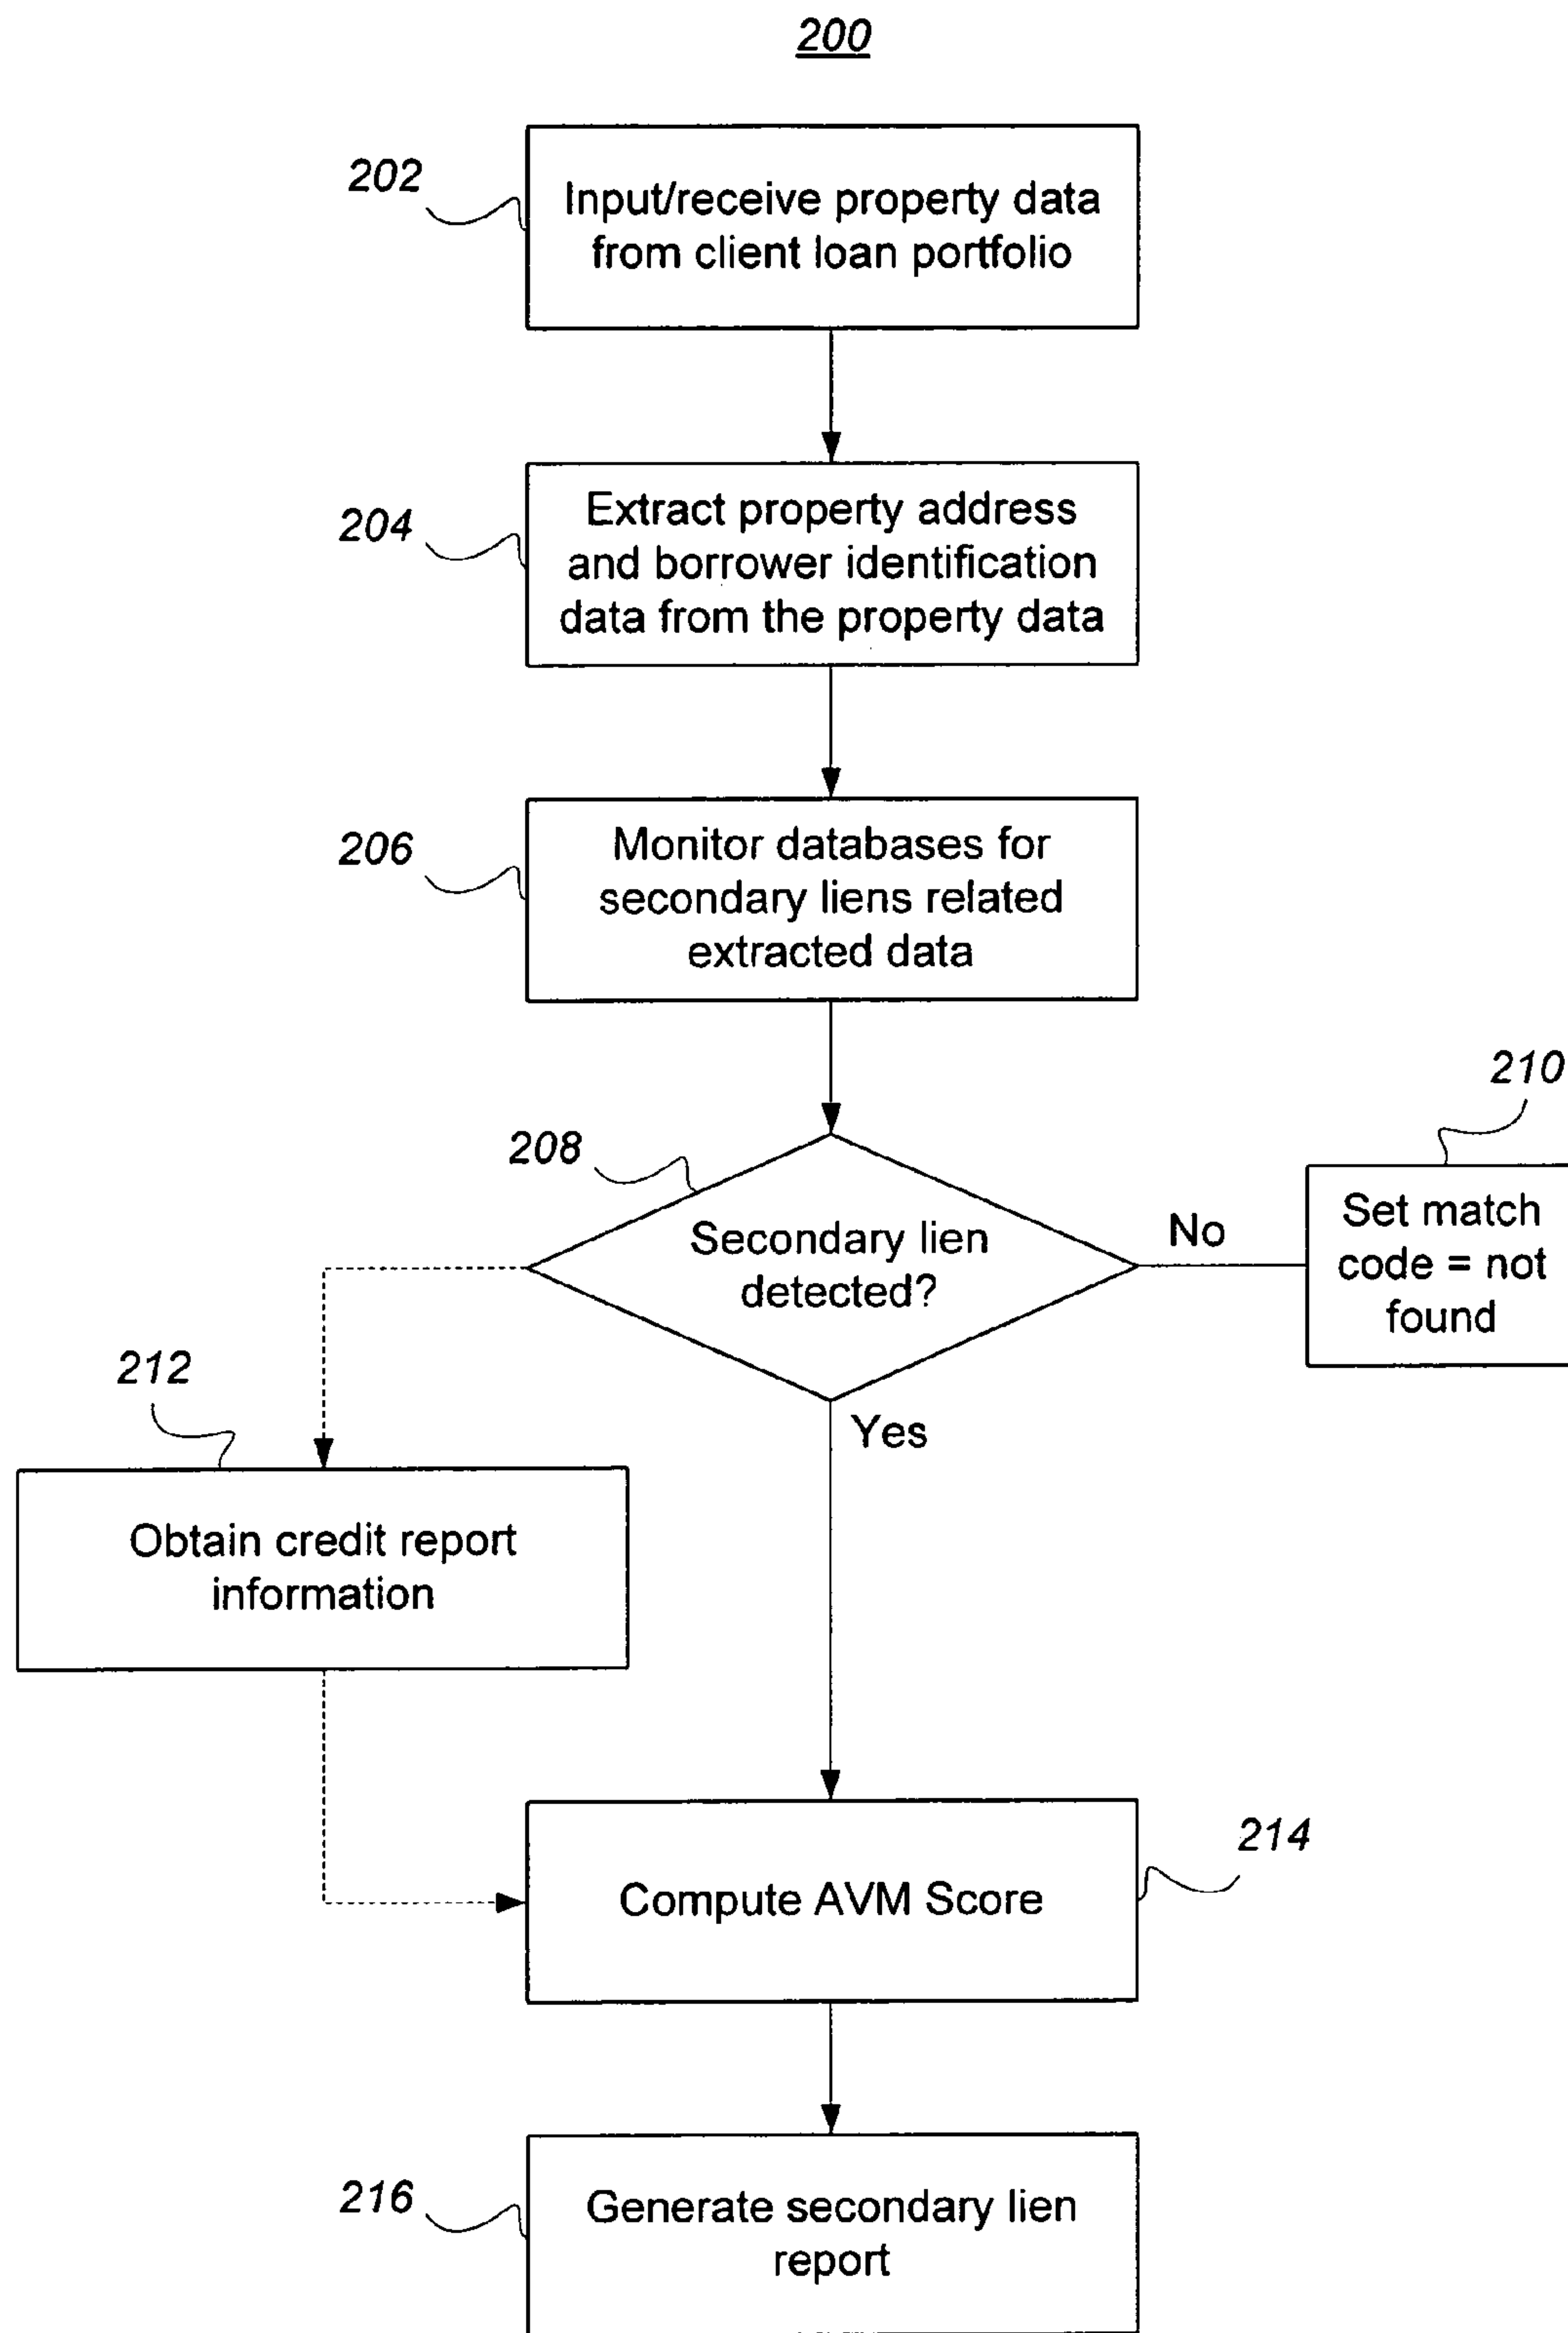 200
202
Input/receive property data
from client loan portfolio
204
Extract property address
and borrower identification
data from the property data
206
Monitor databases for
secondary liens related
extracted data
208
Secondary lien
detected?
No
210
Set match
code = not
found
Yes
212
Obtain credit report
information
214
Compute AVM Score
216
Generate secondary lien
report